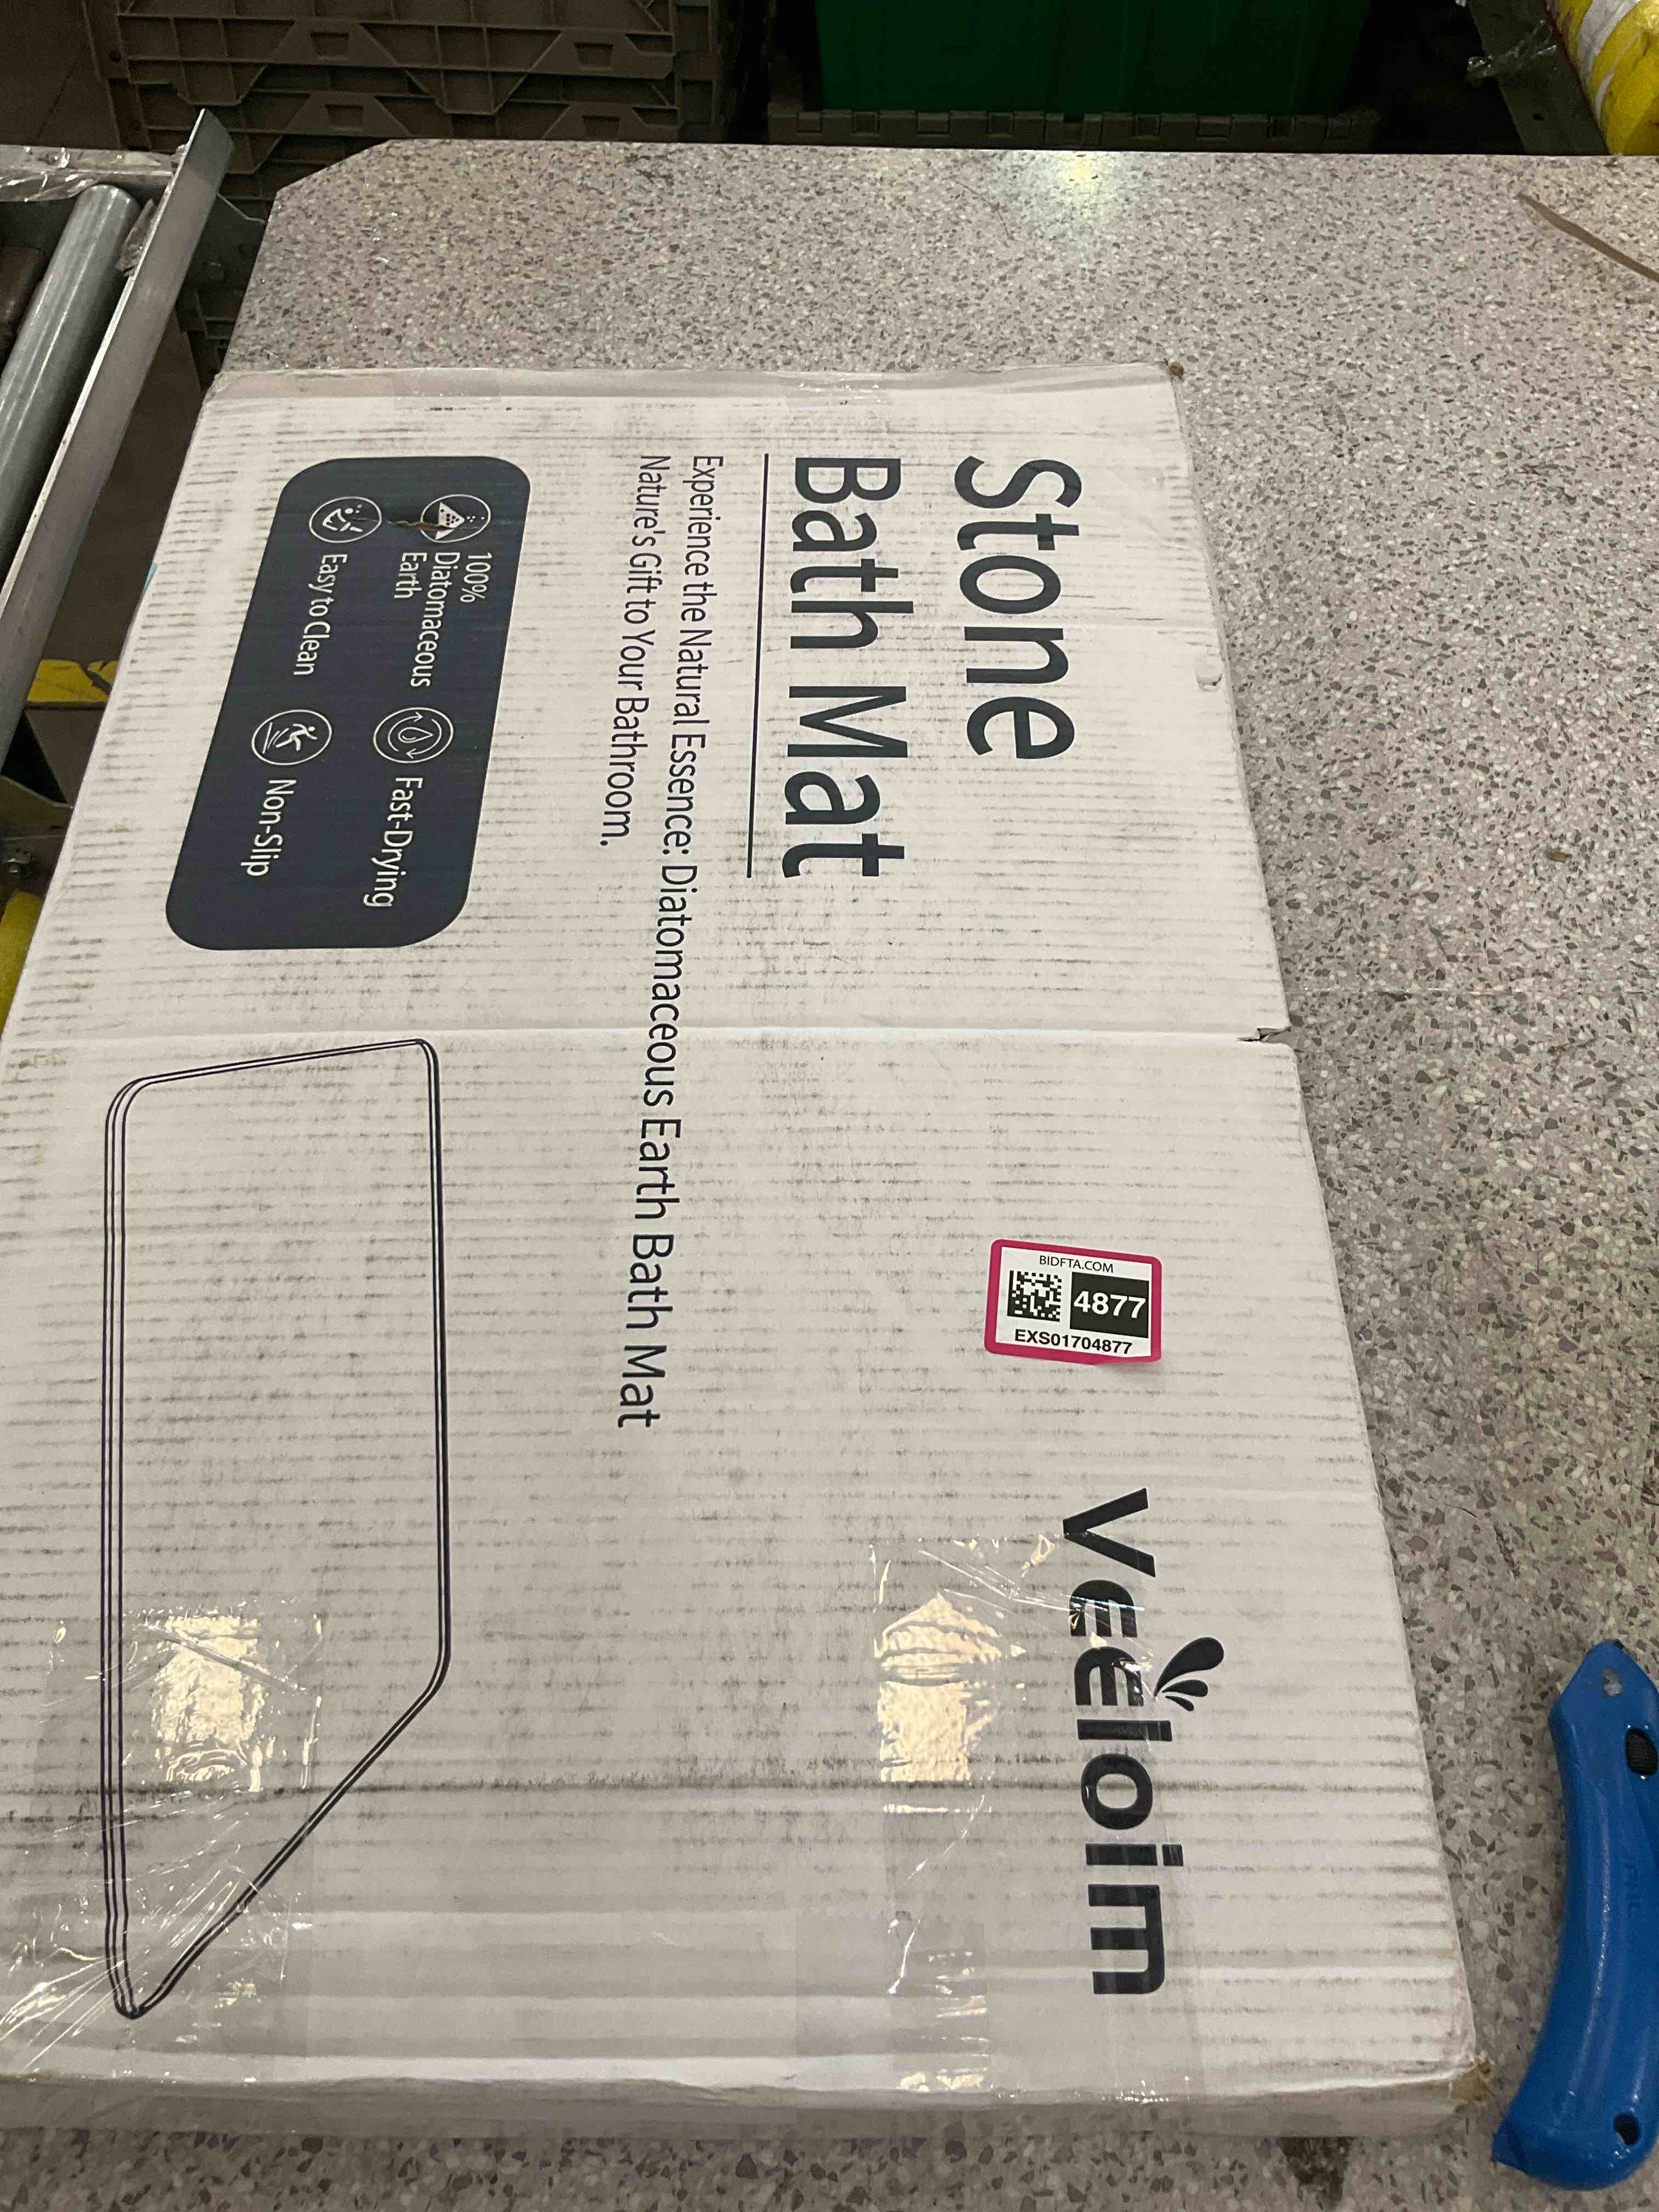 Stone
Bath Mat
Experience the Natural Essence: Diatomaceous Earth Bath Mat
Nature's Gift to Your Bathroom.
100%
Diatomaceous
Earth
Fast-Drying
Easy to Clean
Non-Slip
BIDFTA.COM
4877
EXS01704877
Veeloim